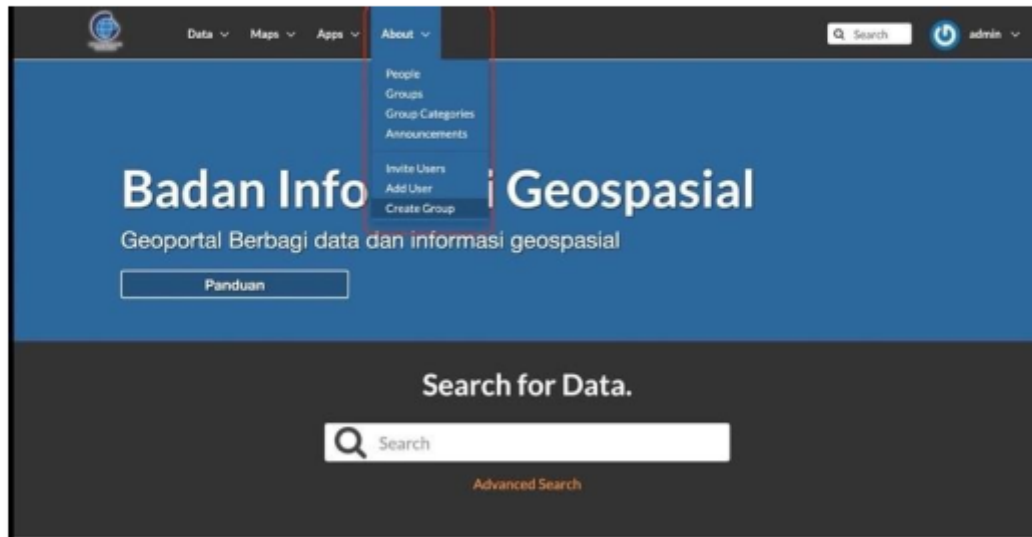 Data Maps Apps About Search admin
People
Groups
Group Categories
Announcements
Invite Users
Add User
Create Group
Badan Info i Geospasial
Geoportal Berbagi data dan informasi geospasial
Panduan
Search for Data.
Search
Advanced Search